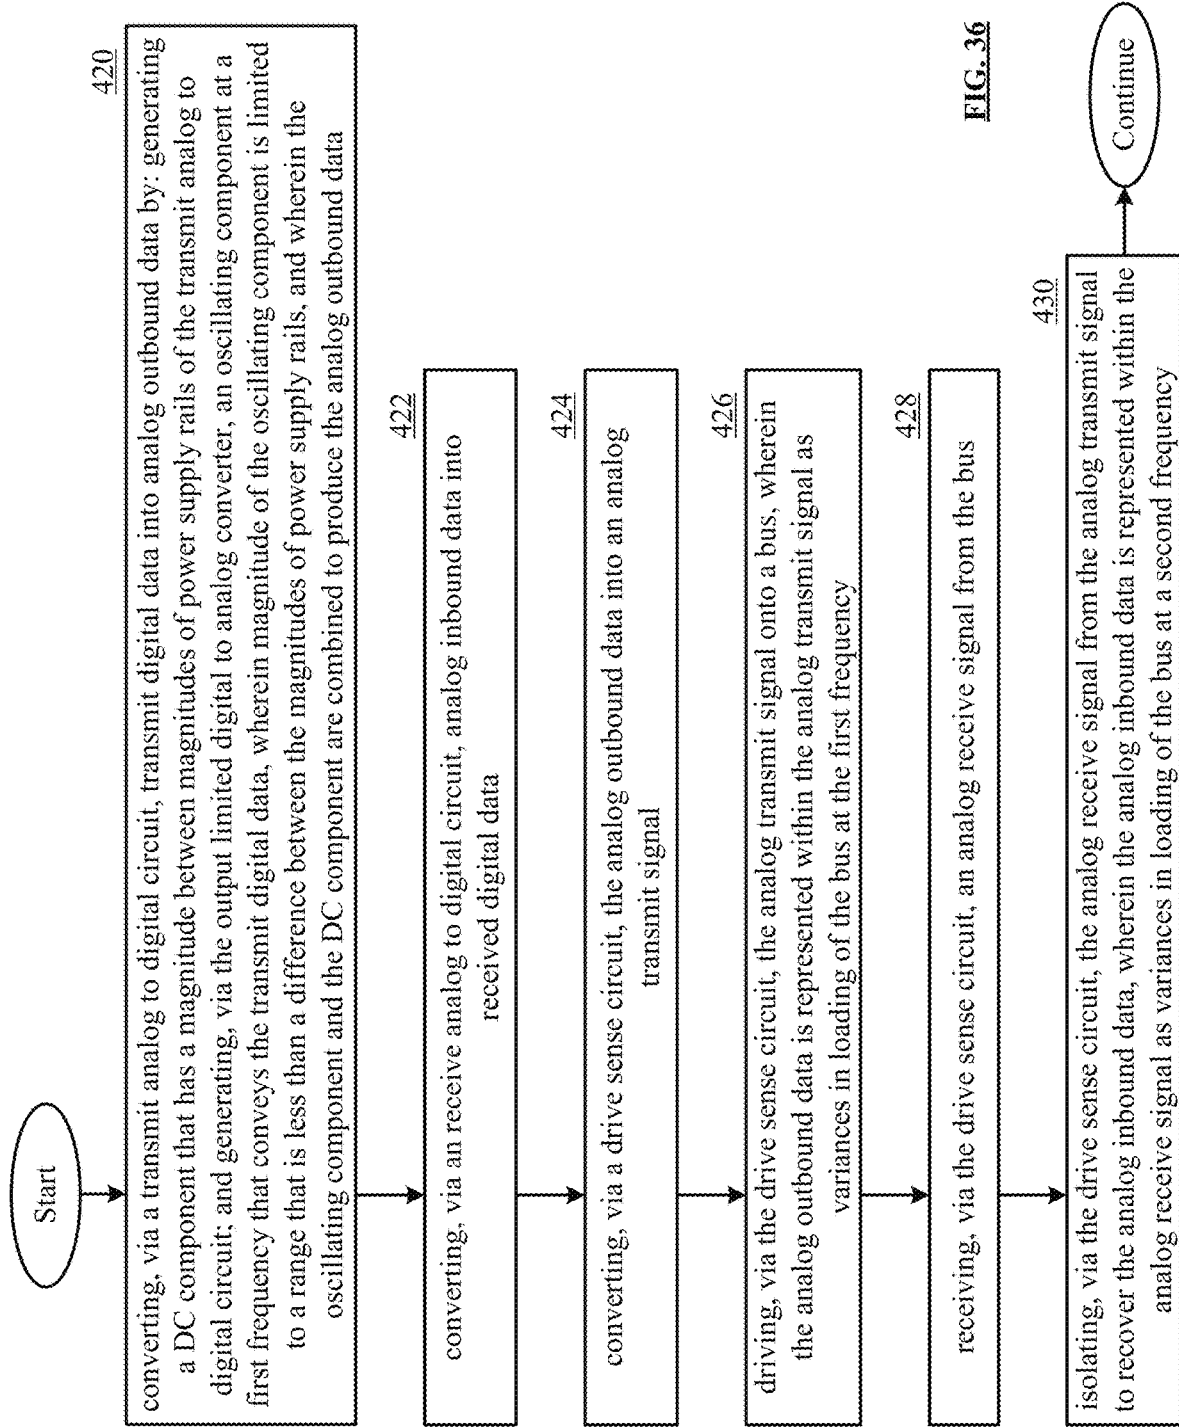 Start
420
converting, via a transmit analog to digital circuit, transmit digital data into analog outbound data by: generating
a DC component that has a magnitude between magnitudes of power supply rails of the transmit analog to
digital circuit; and generating, via the output limited digital to analog converter, an oscillating component at a
first frequency that conveys the transmit digital data, wherein magnitude of the oscillating component is limited
to a range that is less than a difference between the magnitudes of power supply rails, and wherein the
oscillating component and the DC component are combined to produce the analog outbound data
422
converting, via an receive analog to digital circuit, analog inbound data into
received digital data
424
converting, via a drive sense circuit, the analog outbound data into an analog
transmit signal
426
driving, via the drive sense circuit, the analog transmit signal onto a bus, wherein
the analog outbound data is represented within the analog transmit signal as
variances in loading of the bus at the first frequency
428
receiving, via the drive sense circuit, an analog receive signal from the bus
430
isolating, via the drive sense circuit, the analog receive signal from the analog transmit signal
to recover the analog inbound data, wherein the analog inbound data is represented within the
analog receive signal as variances in loading of the bus at a second frequency
Continue
FIG. 36